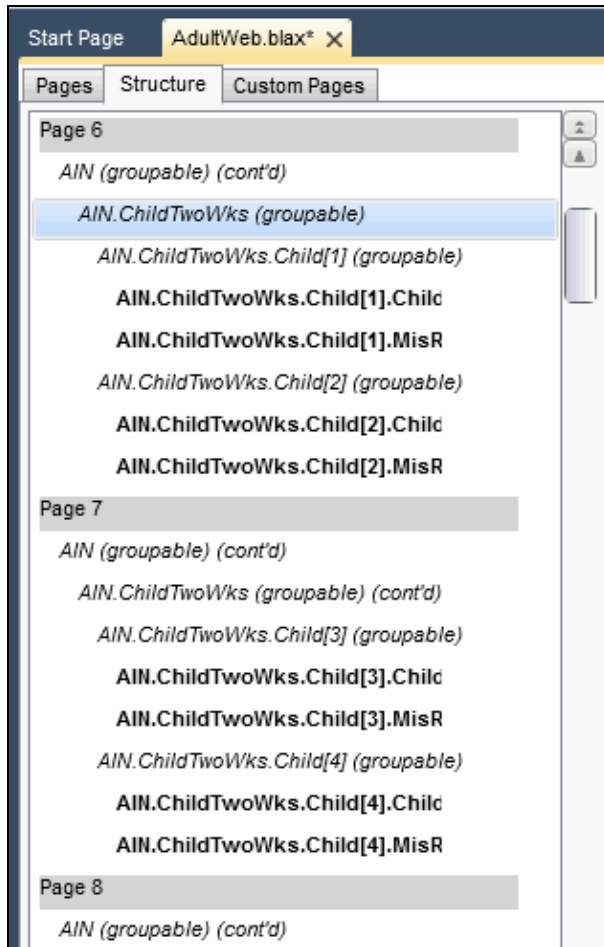 Start Page AdultWeb.blax*
Pages Structure Custom Pages
Page 6
AIN (groupable) (cont'd)
AIN.ChildTwoWks (groupable)
AIN.ChildTwoWks.Child[1] (groupable)
AIN.ChildTwoWks.Child[1].Child
AIN.ChildTwoWks.Child[1].MisR
AIN.ChildTwoWks.Child[2] (groupable)
AIN.ChildTwoWks.Child[2].Child
AIN.ChildTwoWks.Child[2].MisR
Page 7
AIN (groupable) (cont'd)
AIN.ChildTwoWks (groupable) (cont'd)
AIN.ChildTwoWks.Child[3] (groupable)
AIN.ChildTwoWks.Child[3].Child
AIN.ChildTwoWks.Child[3].MisR
AIN.ChildTwoWks.Child[4] (groupable)
AIN.ChildTwoWks.Child[4].Child
AIN.ChildTwoWks.Child[4].MisR
Page 8
AIN (groupable) (cont'd)